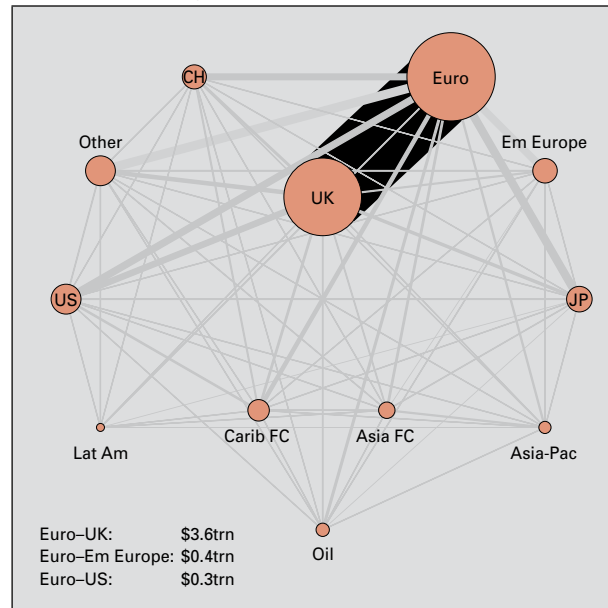 CH
Euro
Other
Em Europe
UK
US
JP
Lat Am
Carib FC
Asia FC
Asia-Pac
Oil
Euro–UK: $3.6trn
Euro–Em Europe: $0.4trn
Euro–US: $0.3trn